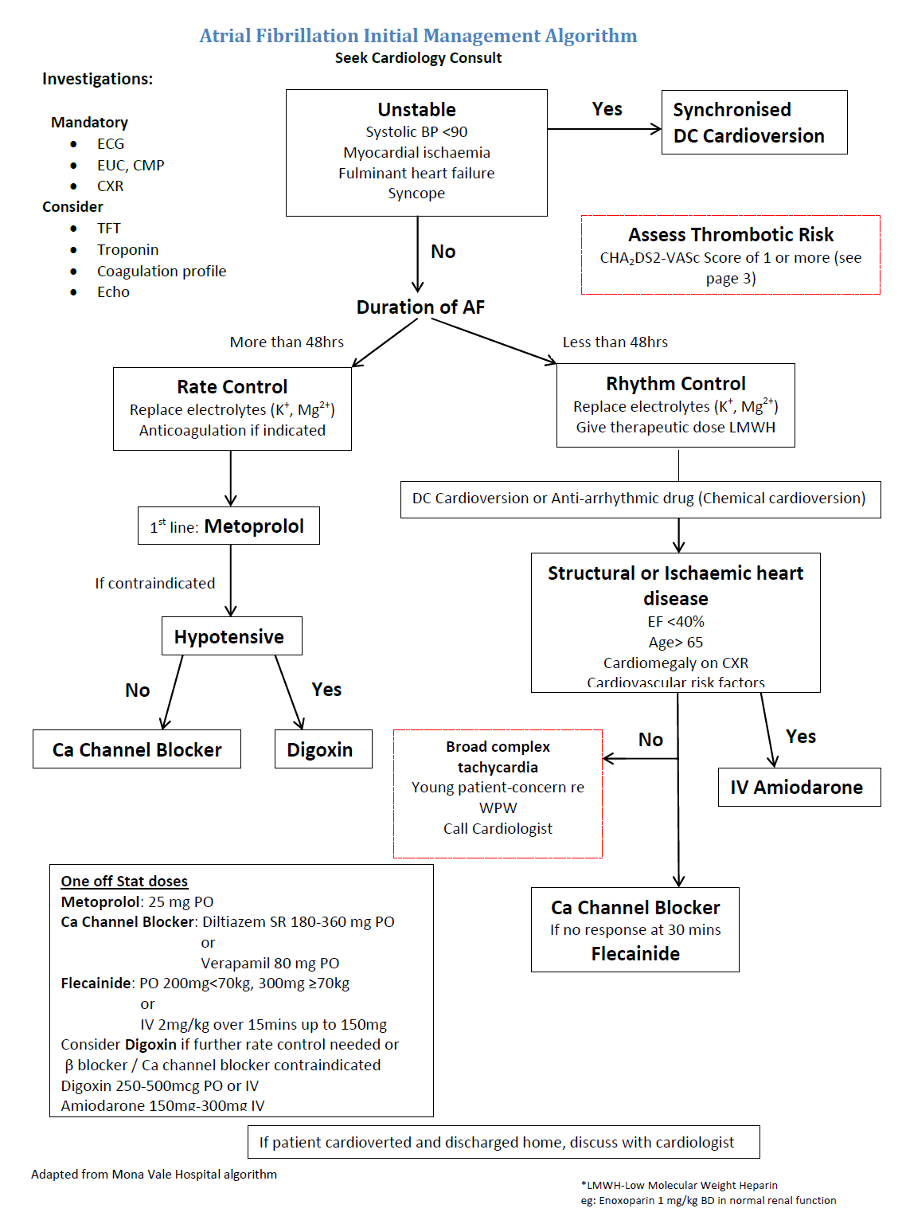 Atrial Fibrillation Initial Management Algorithm
Seek Cardiology Consult
Investigations:
Mandatory
• ECG
• EUC, CMP
• CXR
Consider
• TFT
• Troponin
• Coagulation profile
• Echo
Unstable
Systolic BP <90
Myocardial ischaemia
Fulminant heart failure
Syncope
Yes
Synchronised
DC Cardioversion
No
Assess Thrombotic Risk
CHA₂DS2-VASc Score of 1 or more (see
page 3)
Duration of AF
More than 48hrs
Less than 48hrs
Rate Control
Replace electrolytes (K⁺, Mg²⁺)
Anticoagulation if indicated
Rhythm Control
Replace electrolytes (K⁺, Mg²⁺)
Give therapeutic dose LMWH
1st line: Metoprolol
If contraindicated
Hypotensive
No
Yes
Ca Channel Blocker
Digoxin
DC Cardioversion or Anti-arrhythmic drug (Chemical cardioversion)
Structural or Ischaemic heart
disease
EF <40%
Age> 65
Cardiomegaly on CXR
Cardiovascular risk factors
No
Yes
Broad complex
tachycardia
Young patient-concern re
WPW
Call Cardiologist
IV Amiodarone
Ca Channel Blocker
If no response at 30 mins
Flecainide
One off Stat doses
Metoprolol: 25 mg PO
Ca Channel Blocker: Diltiazem SR 180-360 mg PO
or
Verapamil 80 mg PO
Flecainide: PO 200mg<70kg, 300mg ≥70kg
or
IV 2mg/kg over 15mins up to 150mg
Consider Digoxin if further rate control needed or
β blocker / Ca channel blocker contraindicated
Digoxin 250-500mcg PO or IV
Amiodarone 150mg-300mg IV
If patient cardioverted and discharged home, discuss with cardiologist
Adapted from Mona Vale Hospital algorithm
*LMWH-Low Molecular Weight Heparin
eg: Enoxoparin 1 mg/kg BD in normal renal function